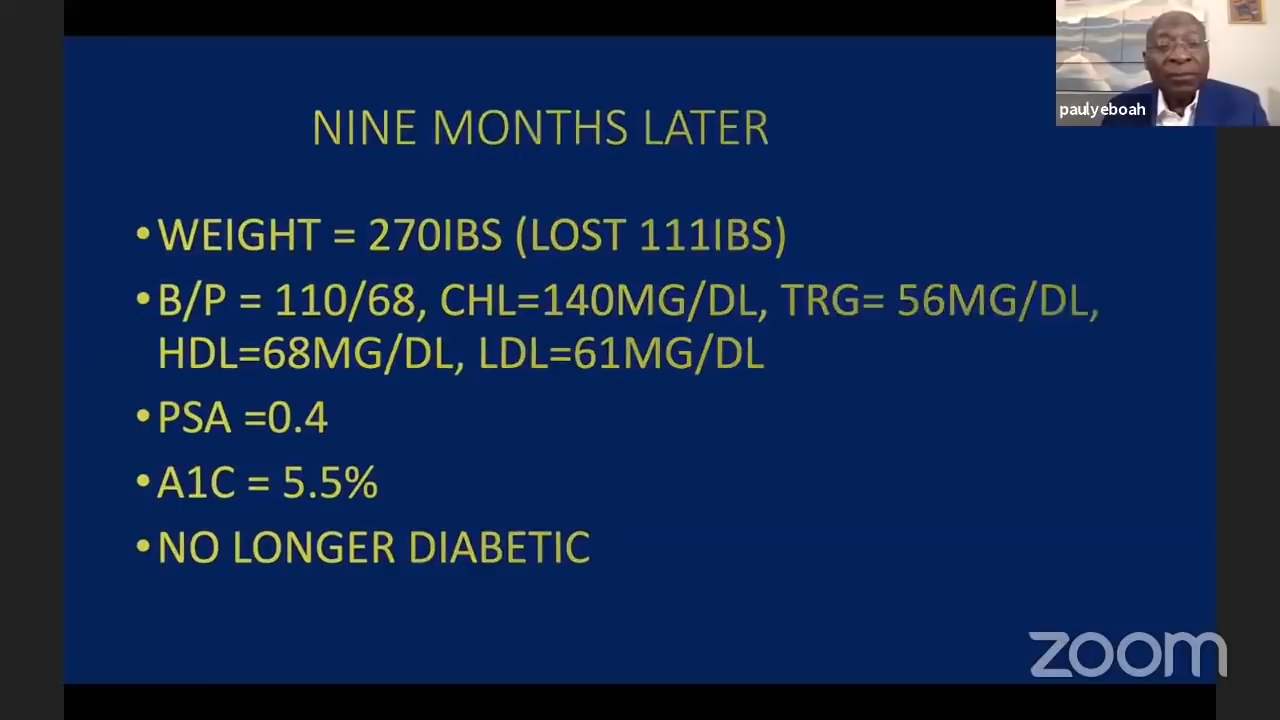 paulyeboah
NINE MONTHS LATER
•WEIGHT = 270IBS (LOST 111IBS)
•B/P = 110/68, CHL=140MG/DL, TRG= 56MG/DL,
HDL=68MG/DL, LDL=61MG/DL
•PSA =0.4
•A1C = 5.5%
•NO LONGER DIABETIC
zoom